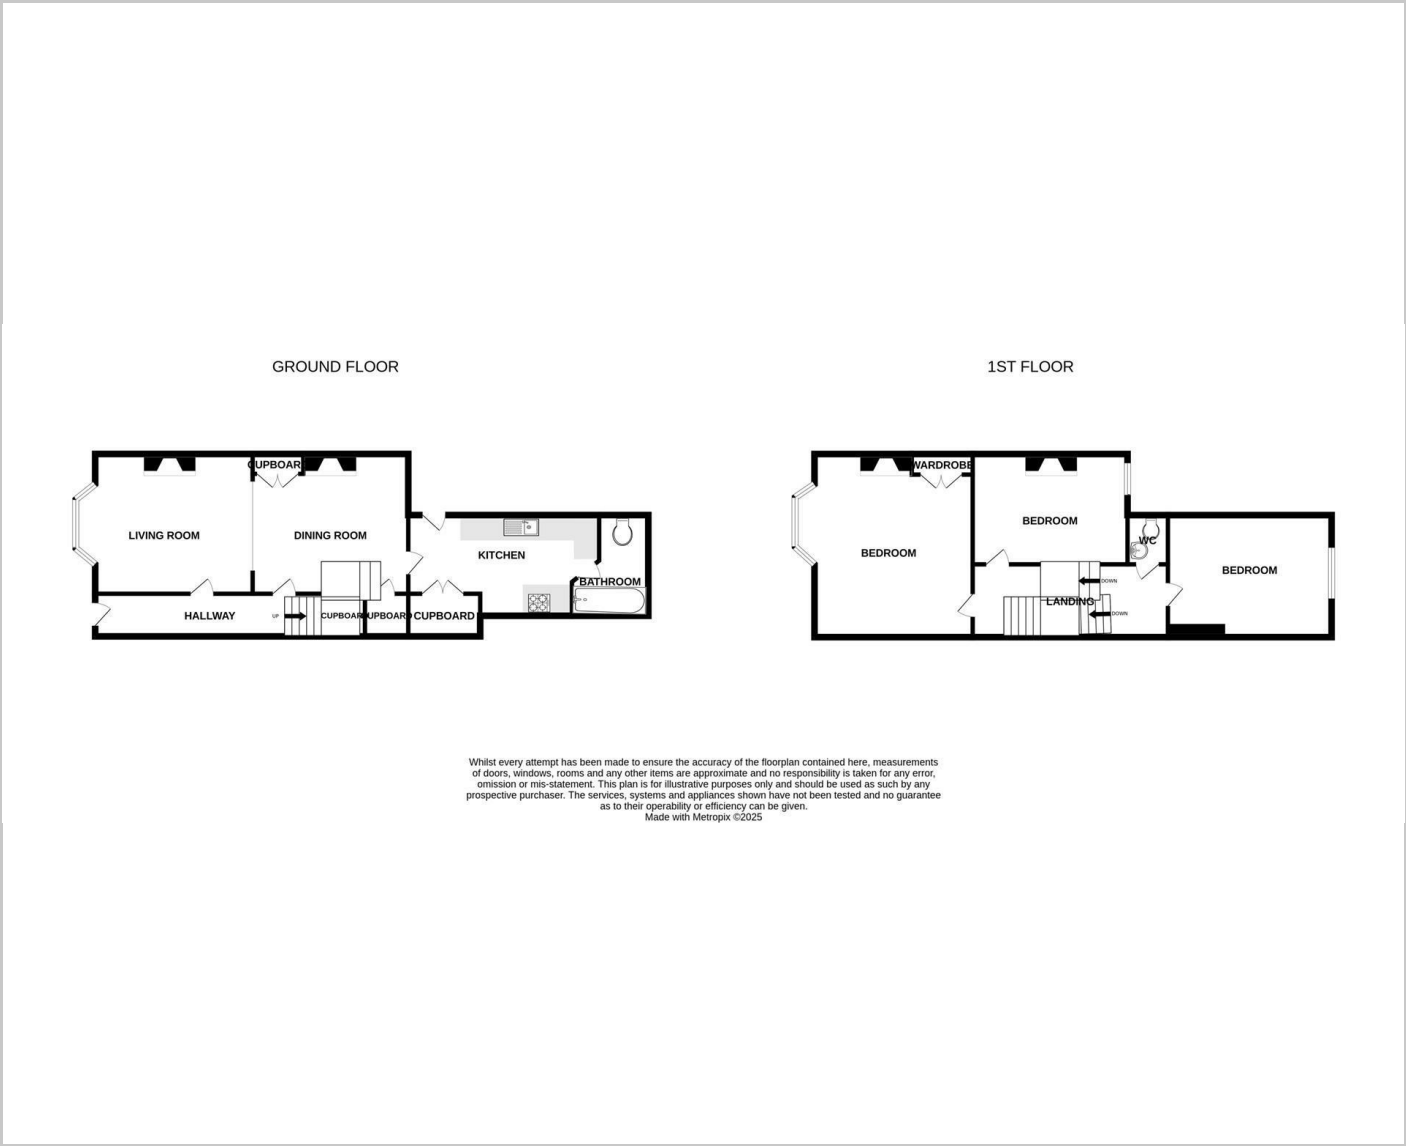 GROUND FLOOR
1ST FLOOR
CUPBOAR
LIVING ROOM
DINING ROOM
KITCHEN
BATHROOM
HALLWAY
UP
CUPBOAR
UPBOARD
CUPBOARD
WARDROBE
BEDROOM
BEDROOM
WC
BEDROOM
DOWN
LANDING
DOWN
Whilst every attempt has been made to ensure the accuracy of the floorplan contained here, measurements
of doors, windows, rooms and any other items are approximate and no responsibility is taken for any error,
omission or mis-statement. This plan is for illustrative purposes only and should be used as such by any
prospective purchaser. The services, systems and appliances shown have not been tested and no guarantee
as to their operability or efficiency can be given.
Made with Metropix ©2025